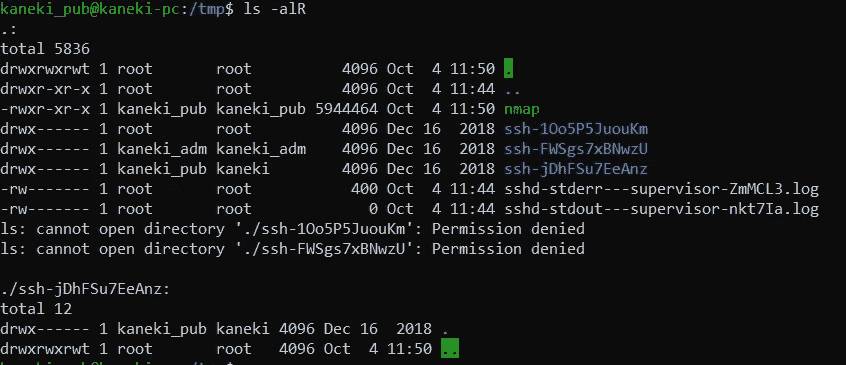 kaneki_pub@kaneki-pc:/tmp$ ls -alR
.:
total 5836
drwxrwxrwt 1 root       root          4096 Oct  4 11:50 .
drwxr-xr-x 1 root       root          4096 Oct  4 11:44 ..
-rwxr-xr-x 1 kaneki_pub kaneki_pub 5944464 Oct  4 11:50 nmap
drwx------ 1 root       root          4096 Dec 16  2018 ssh-1Oo5P5JuouKm
drwx------ 1 kaneki_adm kaneki_adm    4096 Dec 16  2018 ssh-FWSgs7xBNwzU
drwx------ 1 kaneki_pub kaneki        4096 Dec 16  2018 ssh-jDhFSu7EeAnz
-rw------- 1 root       root           400 Oct  4 11:44 sshd-stderr---supervisor-ZmMCL3.log
-rw------- 1 root       root             0 Oct  4 11:44 sshd-stdout---supervisor-nkt7Ia.log
ls: cannot open directory './ssh-1Oo5P5JuouKm': Permission denied
ls: cannot open directory './ssh-FWSgs7xBNwzU': Permission denied
./ssh-jDhFSu7EeAnz:
total 12
drwx------ 1 kaneki_pub kaneki 4096 Dec 16  2018 .
drwxrwxrwt 1 root       root   4096 Oct  4 11:50 ..